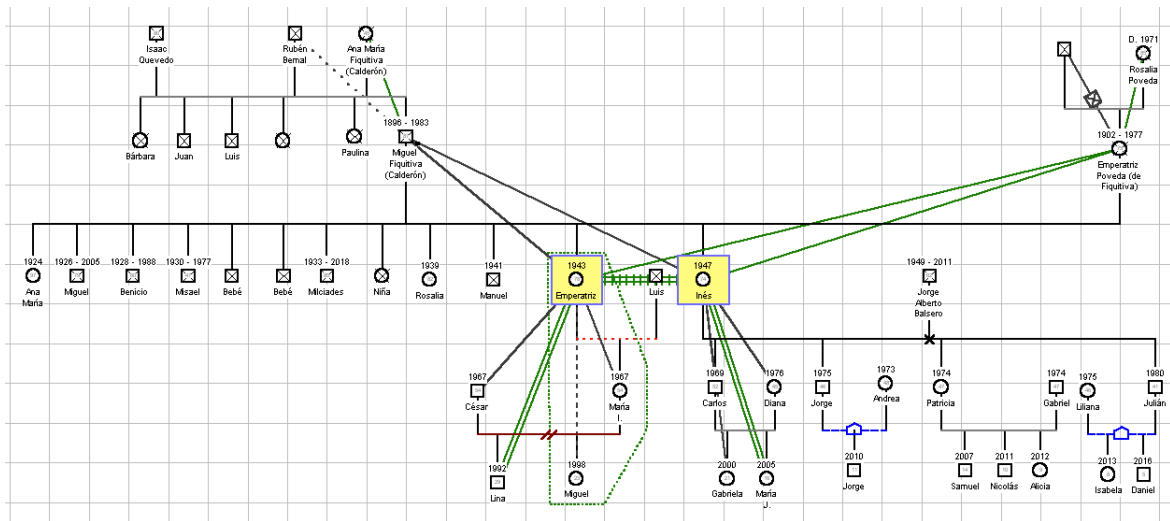 D. 1971
Isaac
Quevedo
Rubén
Bernal
Ana María
Fiquitiva
(Calderón)
Rosalia
Poveda
Bárbara
Juan
Luis
Paulina
1896 - 1983
Miguel
Fiquitiva
(Calderón)
1902 - 1977
Emperatriz
Poveda (de
Fiquitiva)
1924
Ana
María
1926 - 2005
Miguel
1928 - 1988
Benicio
1930 - 1977
Misael
Bebé
Bebé
1933 - 2018
Milciades
Niña
1939
Rosalia
1941
Manuel
1943
Emperatriz
Luis
1947
Inés
1949 - 2011
Jorge
Alberto
Balsero
1967
César
1967
María
I.
1969
Carlos
1976
Diana
1975
Jorge
1973
Andrea
1974
Patricia
1974
Gabriel
1975
Liliana
1980
Julián
1992
Lina
1998
Miguel
2000
Gabriela
2005
María
J.
2010
Jorge
2007
Samuel
2011
Nicolás
2012
Alicia
2013
Isabela
2016
Daniel